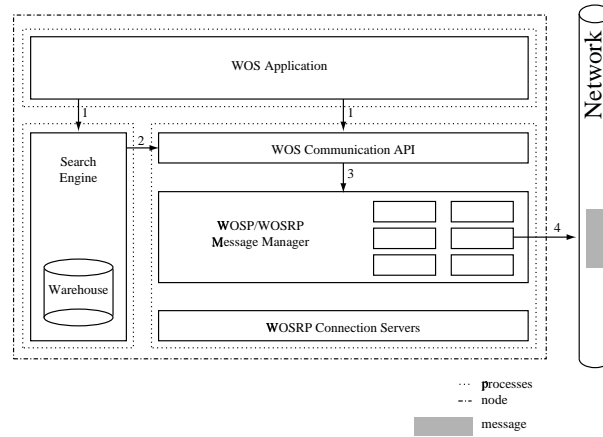 WOS Application
Network
1
1
Search
Engine
2
WOS Communication API
3
WOSP/WOSRP
Message Manager
4
Warehouse
WOSRP Connection Servers
processes
node
message